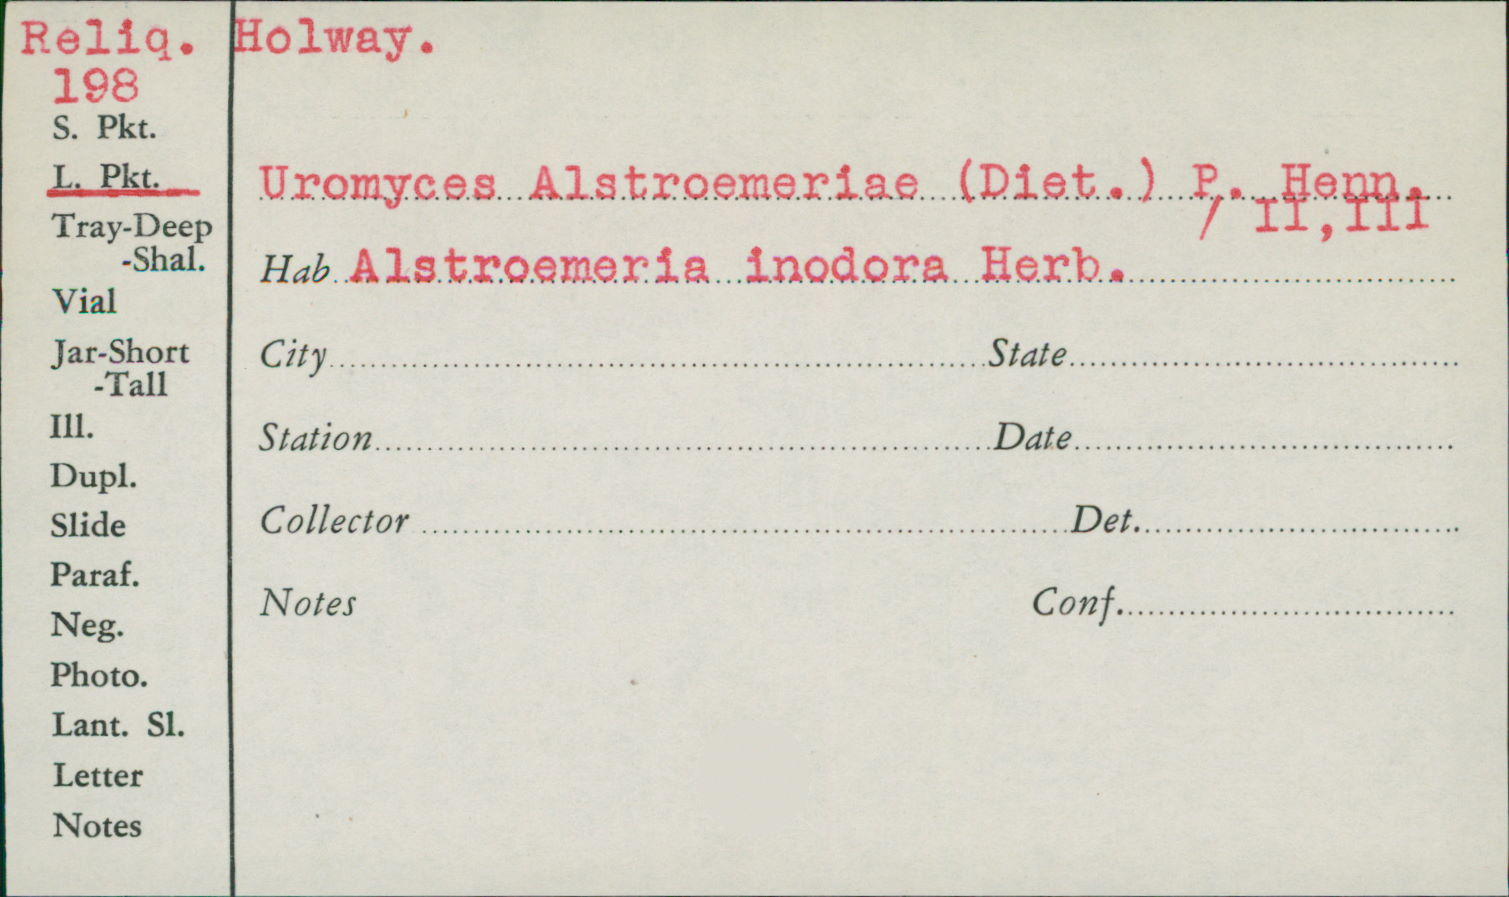 Reliq. Holway.
198
S. Pkt.
L. Pkt.
Uromyces Alstroemeriae (Diet.) P. Henn.
/ II,III
Tray-Deep
-Shal.
Hab Alstroemeria inodora Herb.
Vial
Jar-Short
-Tall
City State
Ill.
Station Date
Dupl.
Slide
Collector Det.
Paraf.
Notes Conf.
Neg.
Photo.
Lant. Sl.
Letter
Notes